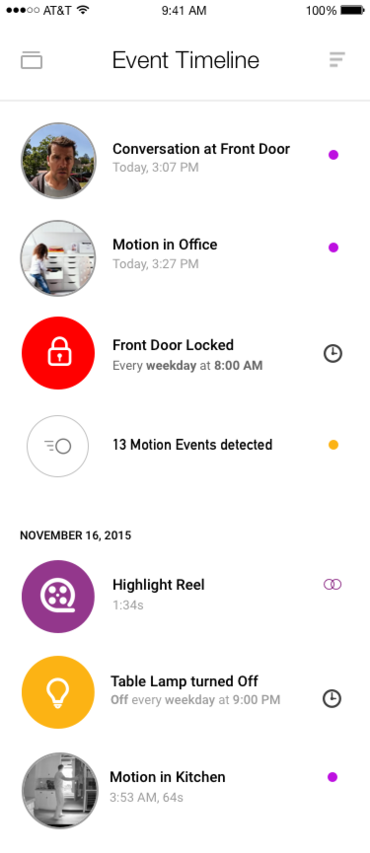 AT&T 9:41 AM 100%
Event Timeline
Conversation at Front Door
Today, 3:07 PM
Motion in Office
Today, 3:27 PM
Front Door Locked
Every weekday at 8:00 AM
13 Motion Events detected
NOVEMBER 16, 2015
Highlight Reel
1:34s
Table Lamp turned Off
Off every weekday at 9:00 PM
Motion in Kitchen
3:53 AM, 64s